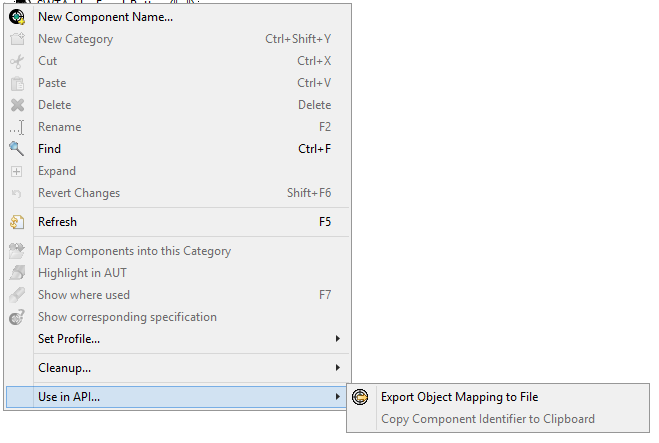 New Component Name...
New Category Ctrl+Shift+Y
Cut Ctrl+X
Paste Ctrl+V
Delete Delete
Rename F2
Find Ctrl+F
Expand
Revert Changes Shift+F6
Refresh F5
Map Components into this Category
Highlight in AUT
Show where used F7
Show corresponding specification
Set Profile...
Cleanup...
Use in API...
Export Object Mapping to File
Copy Component Identifier to Clipboard